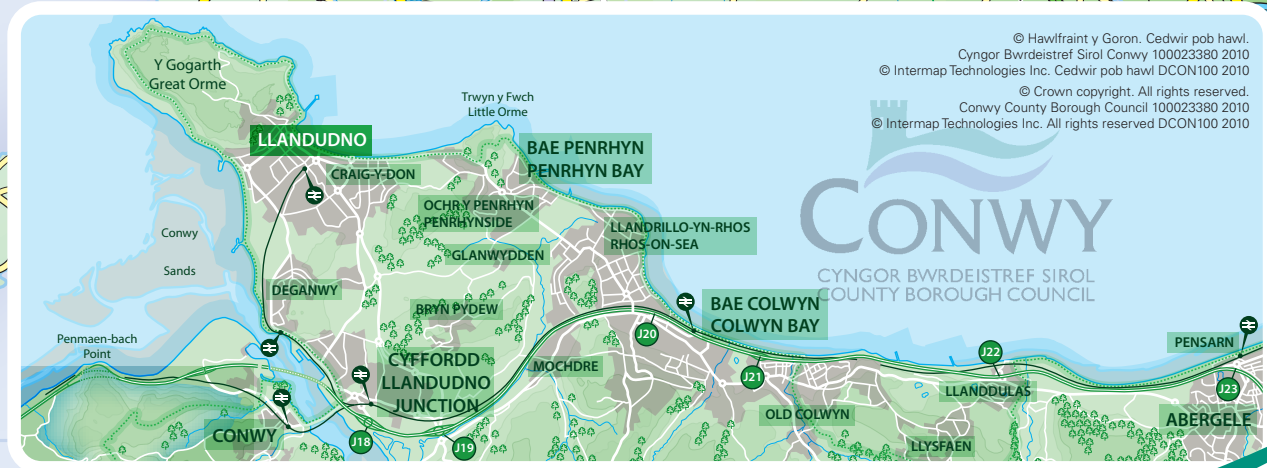 © Hawlfraint y Goron. Cedwir pob hawl.
Cyngor Bwrdeistref Sirol Conwy 100023380 2010
© Intermap Technologies Inc. Cedwir pob hawl DCON100 2010
© Crown copyright. All rights reserved.
Conwy County Borough Council 100023380 2010
© Intermap Technologies Inc. All rights reserved DCON100 2010
Y Gogarth
Great Orme
Trwyn y Fwch
Little Orme
LLANDUDNO
BAE PENRHYN
PENRHYN BAY
CRAIG-Y-DON
OCHR Y PENRHYN
PENRHYNSIDE
LLANDRILLO-YN-RHOS
RHOS-ON-SEA
CONWY
CYNGOR BWRDEISTREF SIROL
COUNTY BOROUGH COUNCIL
Conwy
Sands
GLANWYDDEN
DEGANWY
BRYN PYDEW
BAE COLWYN
COLWYN BAY
J20
Penmaen-bach
Point
CYFFORDD
LLANDUDNO
JUNCTION
MOCHDRE
J21
J22
PENSARN
LLANDDULAS
J23
OLD COLWYN
ABERGELE
CONWY
J18
J19
LLYSFAEN